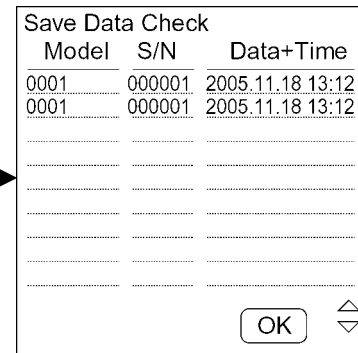 Save Data Check
Model S/N Data+Time
0001 000001 2005.11.18 13:12
0001 000001 2005.11.18 13:12
OK